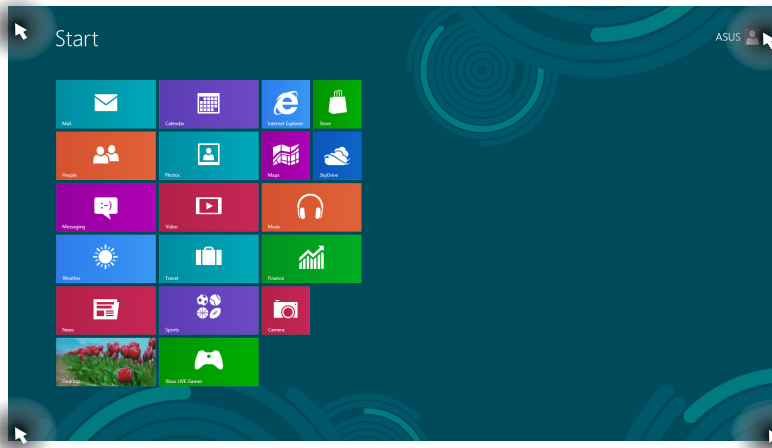 Start
ASUS
Mail
Calendar
Internet Explorer
Store
People
Photos
Maps
SkyDrive
Messaging
:-)
Video
Music
Weather
Travel
Finance
News
Sports
Camera
Desktop
Xbox LIVE Games